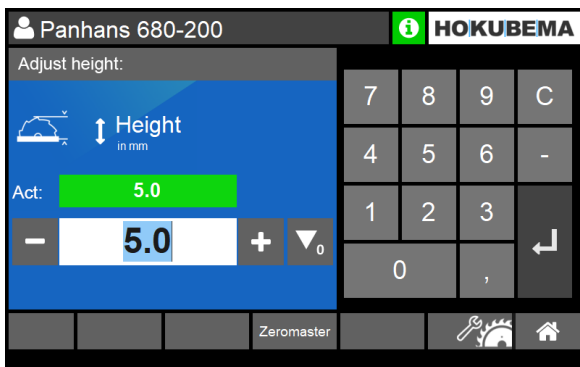 Panhans 680-200
i HOKUBEMA
Adjust height:
Height
in mm
Act: 5.0
- 5.0 + 0
7 8 9 C
4 5 6 -
1 2 3
0 ,
Zeromaster